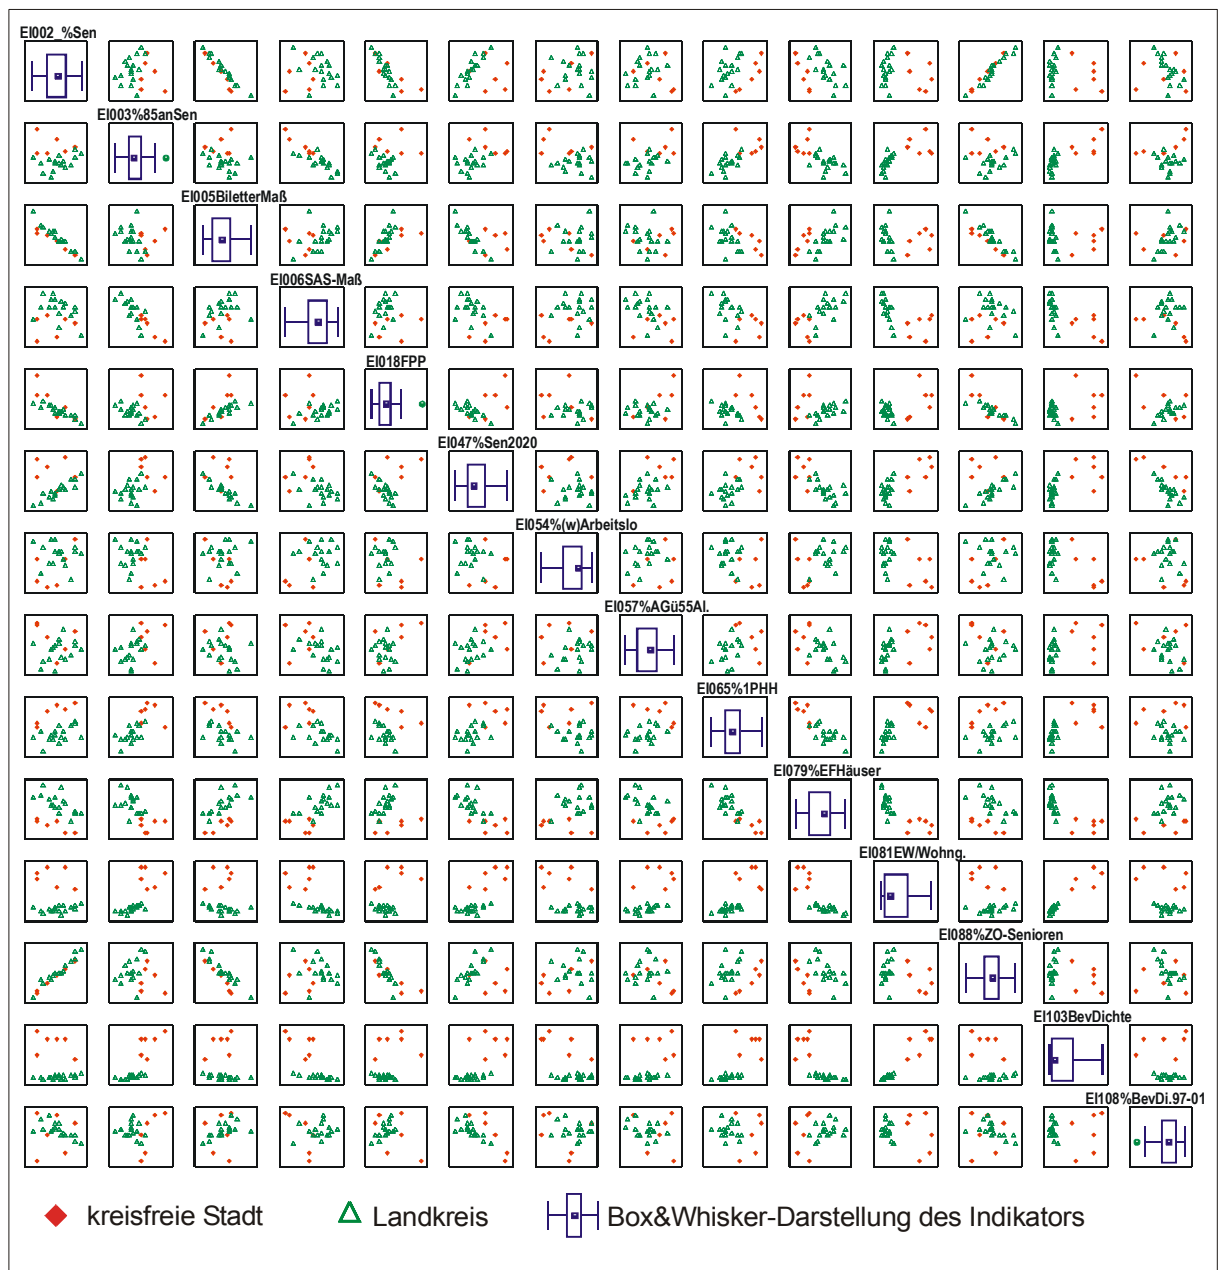 EI002_%Sen
EI003%85anSen
EI005BiletterMaß
EI006SAS-Maß
EI018FPP
EI047%Sen2020
EI054%(w)Arbeitslo
EI057%AGü55Al.
EI065%1PHH
EI079%EFHäuser
EI081EW/Wohng.
EI088%ZO-Senioren
EI103BevDichte
EI108%BevDi.97-01
kreisfreie Stadt
Landkreis
Box&Whisker-Darstellung des Indikators